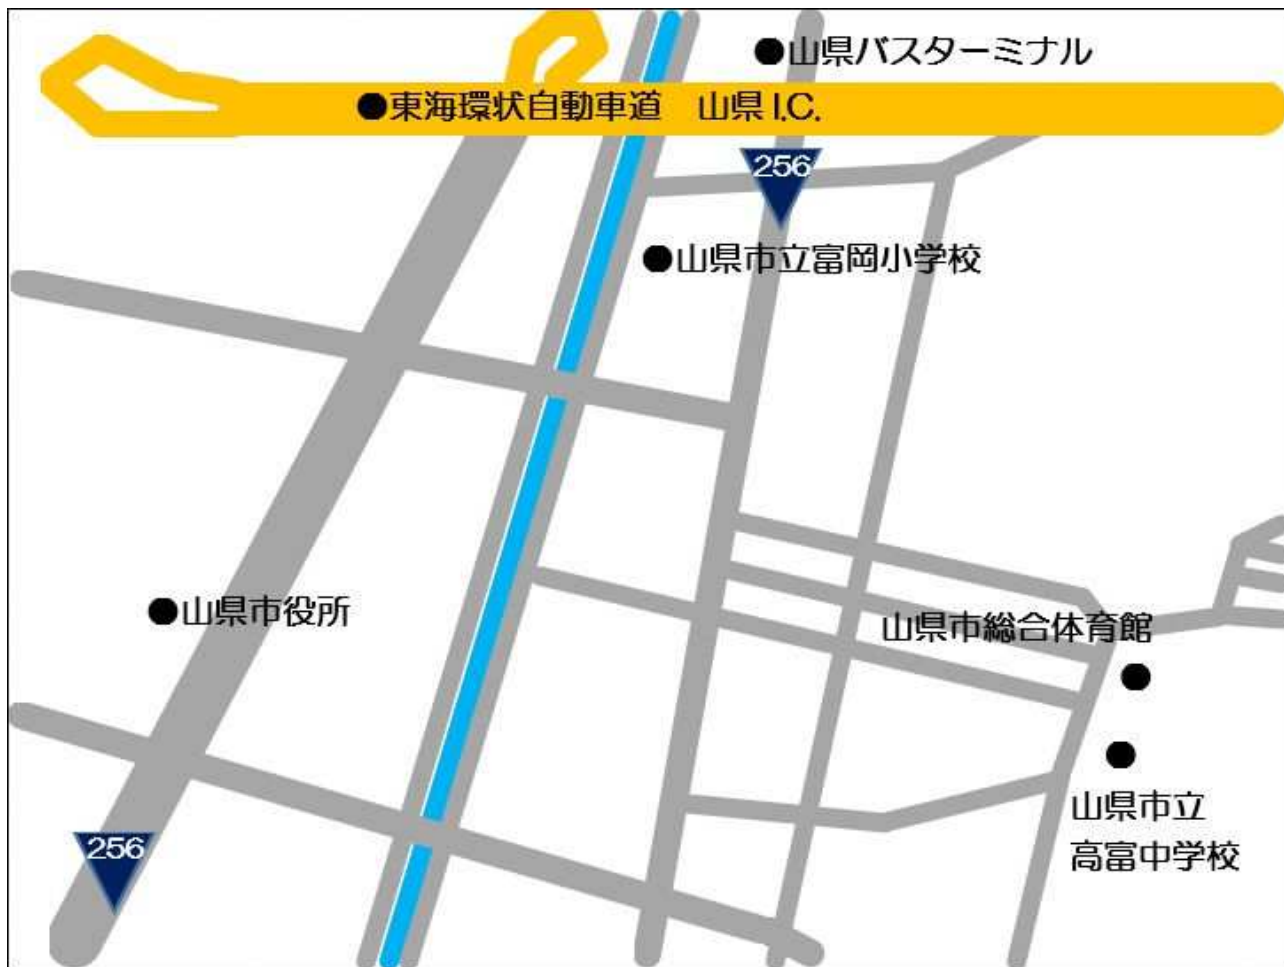 ●山県バスターミナル
●東海環状自動車道　山県I.C.
256
●山県市立富岡小学校
●山県市役所
山県市総合体育館
山県市立
高富中学校
256